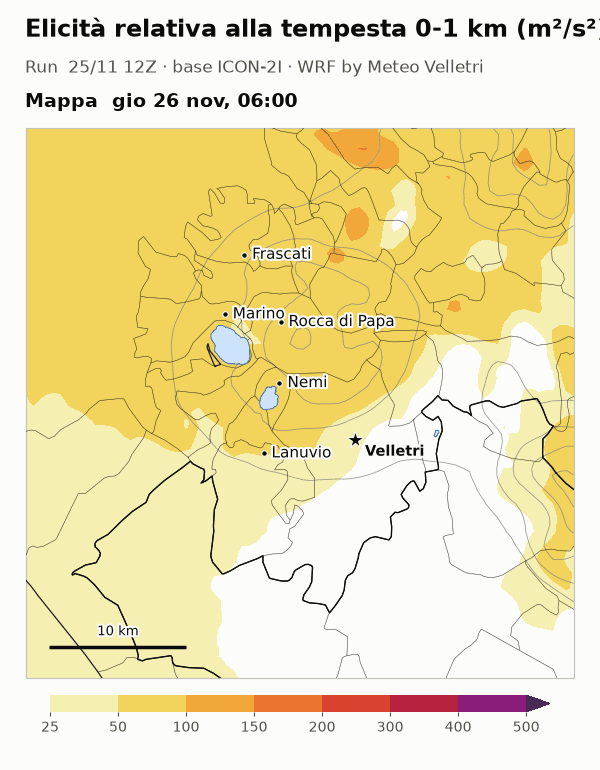 Elicità relativa alla tempesta 0-1 km (m²/s²)
Run 25/11 12Z · base ICON-2I · WRF by Meteo Velletri
Mappa gio 26 nov, 06:00
Frascati
Marino
Rocca di Papa
Nemi
Velletri
Lanuvio
10 km
25 50 100 150 200 300 400 500